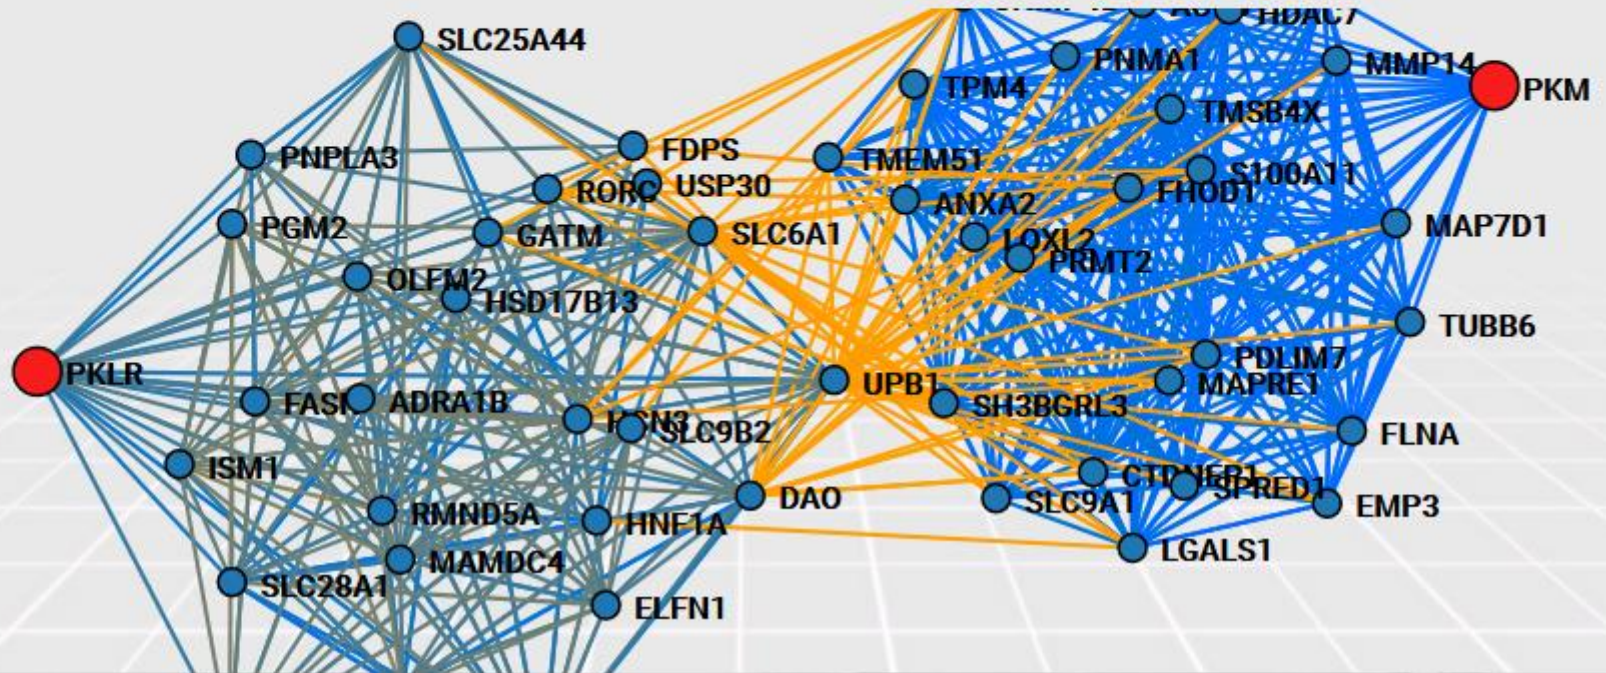 HDAC7
SLC25A44
PNMA1
MMP14
TPM4
PKM
TMSB4X
FDPS
PNPLA3
TMEM51
S100A11
RORC
USP30
FHOD1
ANXA2
PGM2
GATM
SLC6A1
MAP7D1
LOXL2
PRMT2
OLFM2
HSD17B13
TUBB6
PDLIM7
PKLR
UPB1
MAPRE1
FASN
ADRA1B
SH3BGRL3
SLC9B2
FLNA
ISM1
SPRED1
DAO
SLC9A1
EMP3
RMND5A
HNF1A
LGALS1
MAMDC4
SLC28A1
ELFN1